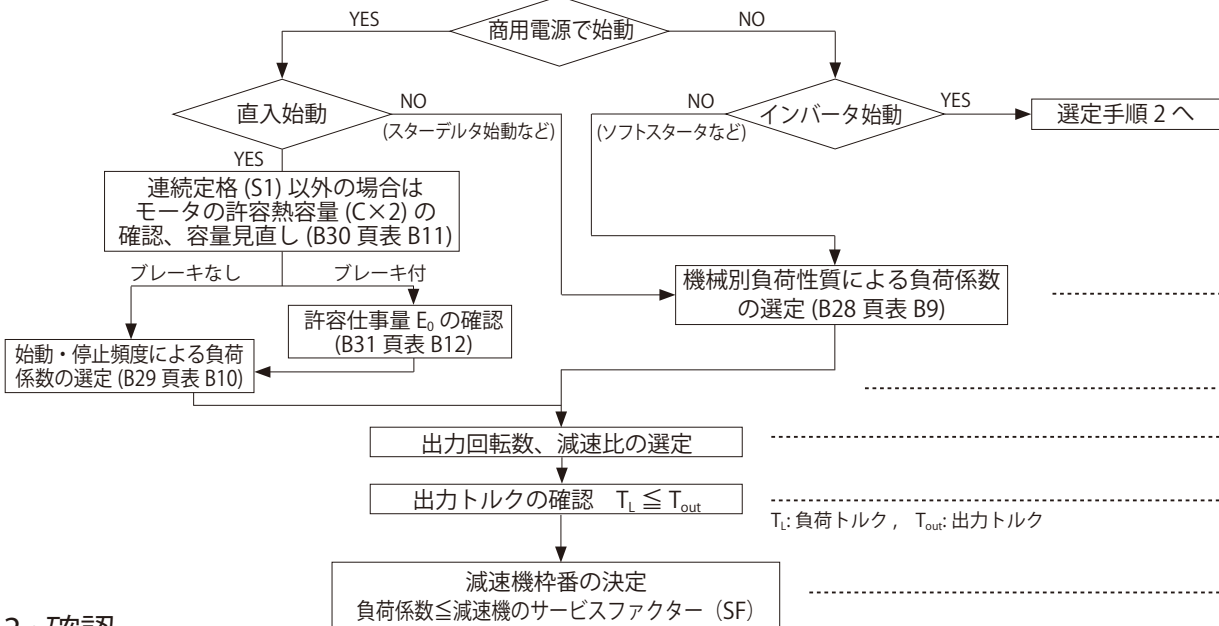 商用電源で始動
YES
NO
直入始動
NO
(スターデルタ始動など)
YES
NO
(ソフトスタータなど)
インバータ始動
YES
選定手順 2 へ
連続定格 (S1) 以外の場合は
モータの許容熱容量 (C×2) の
確認、容量見直し (B30 頁表 B11)
ブレーキなし
ブレーキ付
許容仕事量 E₀ の確認
(B31 頁表 B12)
始動・停止頻度による負荷
係数の選定 (B29 頁表 B10)
機械別負荷性質による負荷係数
の選定 (B28 頁表 B9)
出力回転数、減速比の選定
出力トルクの確認 T_L ≦ T_out
T_L: 負荷トルク , T_out: 出力トルク
減速機枠番の決定
負荷係数≦減速機のサービスファクター（SF）